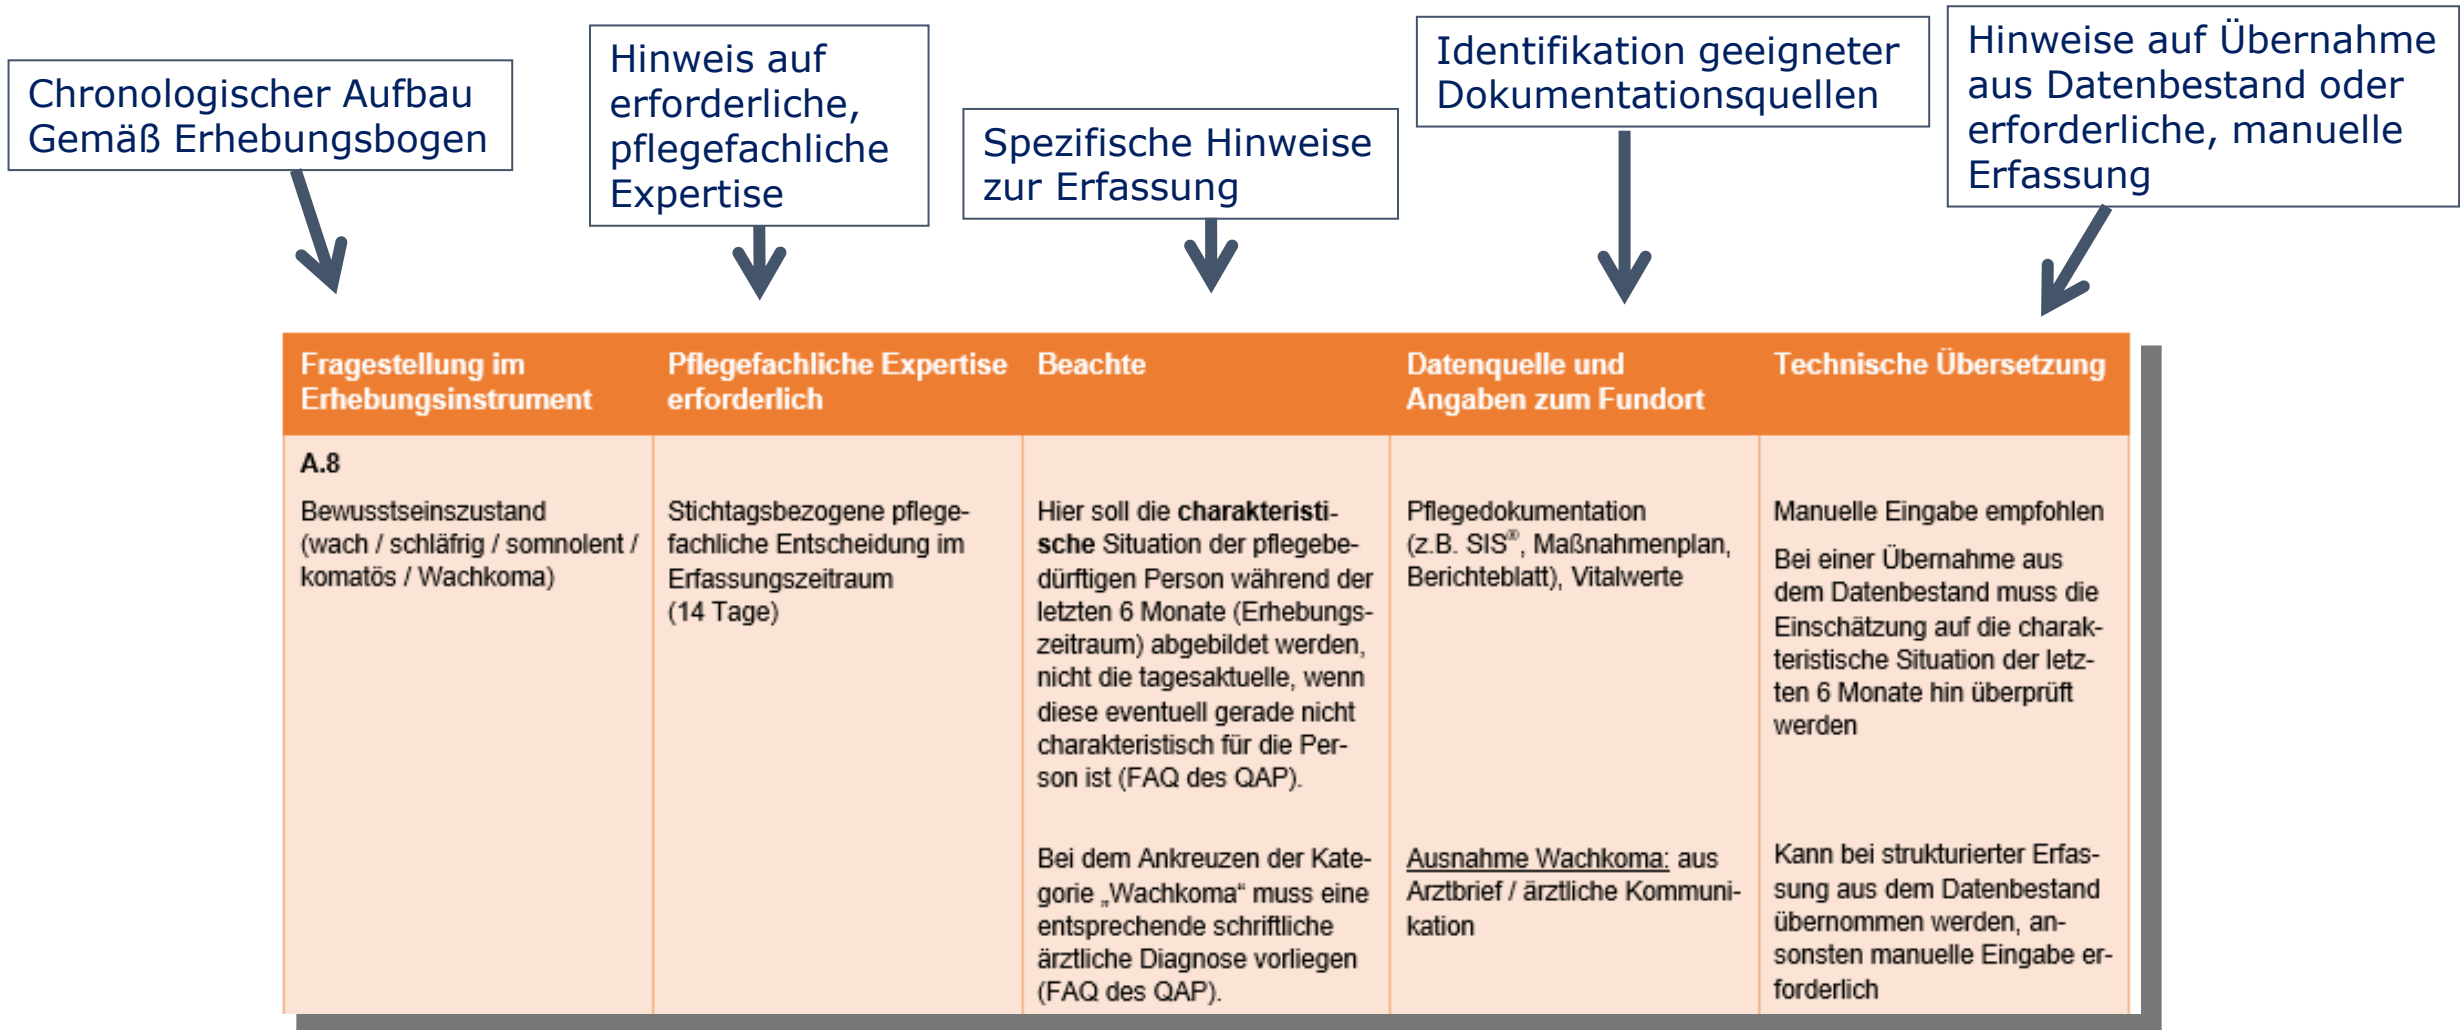 Chronologischer Aufbau
Gemäß Erhebungsbogen
Hinweis auf
erforderliche,
pflegefachliche
Expertise
Spezifische Hinweise
zur Erfassung
Identifikation geeigneter
Dokumentationsquellen
Hinweise auf Übernahme
aus Datenbestand oder
erforderliche, manuelle
Erfassung
Fragestellung im
Erhebungsinstrument
Pflegefachliche Expertise
erforderlich
Beachte
Datenquelle und
Angaben zum Fundort
Technische Übersetzung
A.8
Bewusstseinszustand
(wach / schläfrig / somnolent /
komatös / Wachkoma)
Stichtagsbezogene pflege-
fachliche Entscheidung im
Erfassungszeitraum
(14 Tage)
Hier soll die charakteristi-
sche Situation der pflegebe-
dürftigen Person während der
letzten 6 Monate (Erhebungs-
zeitraum) abgebildet werden,
nicht die tagesaktuelle, wenn
diese eventuell gerade nicht
charakteristisch für die Per-
son ist (FAQ des QAP).
Bei dem Ankreuzen der Kate-
gorie „Wachkoma“ muss eine
entsprechende schriftliche
ärztliche Diagnose vorliegen
(FAQ des QAP).
Pflegedokumentation
(z.B. SIS®, Maßnahmenplan,
Berichteblatt), Vitalwerte
Ausnahme Wachkoma: aus
Arztbrief / ärztliche Kommuni-
kation
Manuelle Eingabe empfohlen
Bei einer Übernahme aus
dem Datenbestand muss die
Einschätzung auf die charak-
teristische Situation der letz-
ten 6 Monate hin überprüft
werden
Kann bei strukturierter Erfas-
sung aus dem Datenbestand
übernommen werden, an-
sonsten manuelle Eingabe er-
forderlich